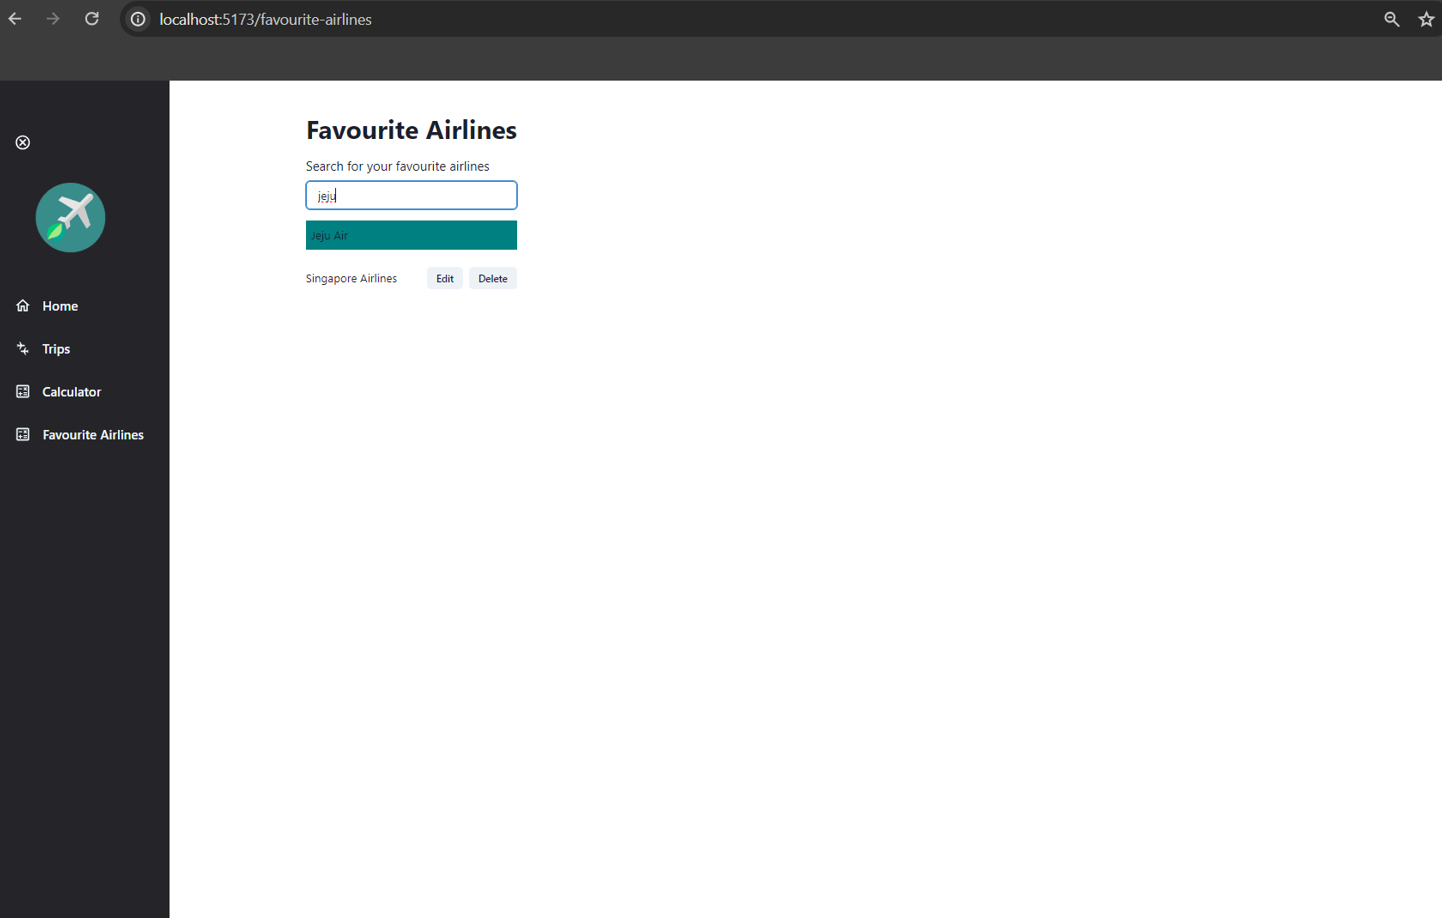 localhost:5173/favourite-airlines
Favourite Airlines
Search for your favourite airlines
jeju
Jeju Air
Singapore Airlines Edit Delete
Home
Trips
Calculator
Favourite Airlines